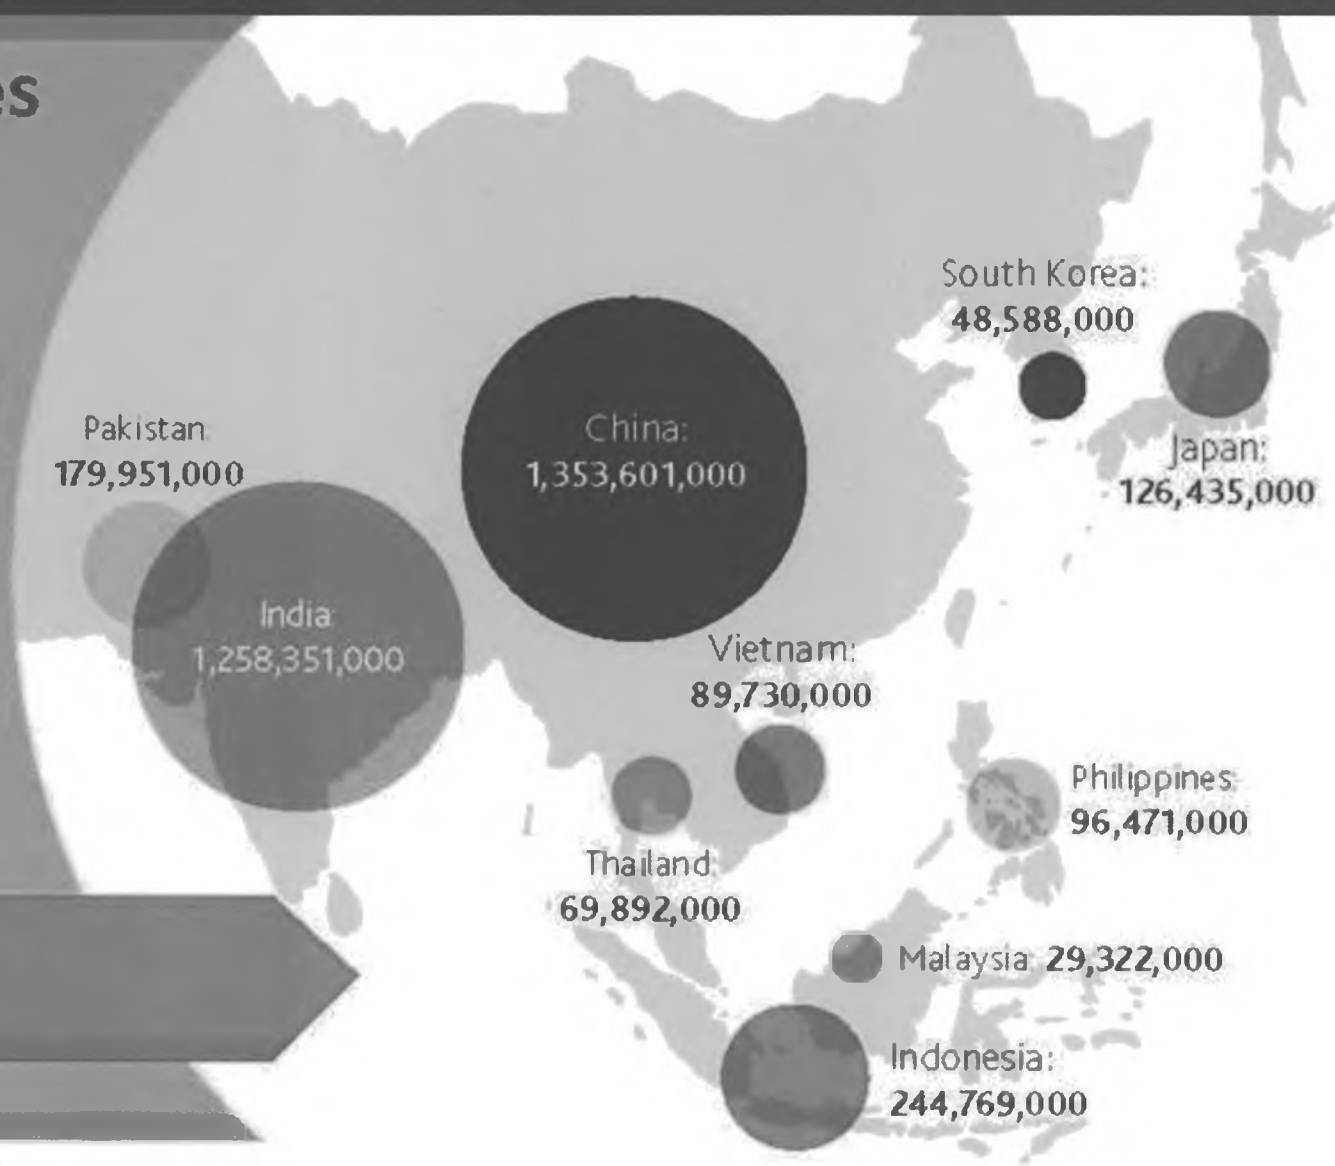 es
South Korea:
48,588,000
Pakistan
179,951,000
China:
1,353,601,000
Japan:
126,435,000
India:
1,258,351,000
Vietnam:
89,730,000
Philippines:
96,471,000
Thailand:
69,892,000
Malaysia: 29,322,000
Indonesia:
244,769,000